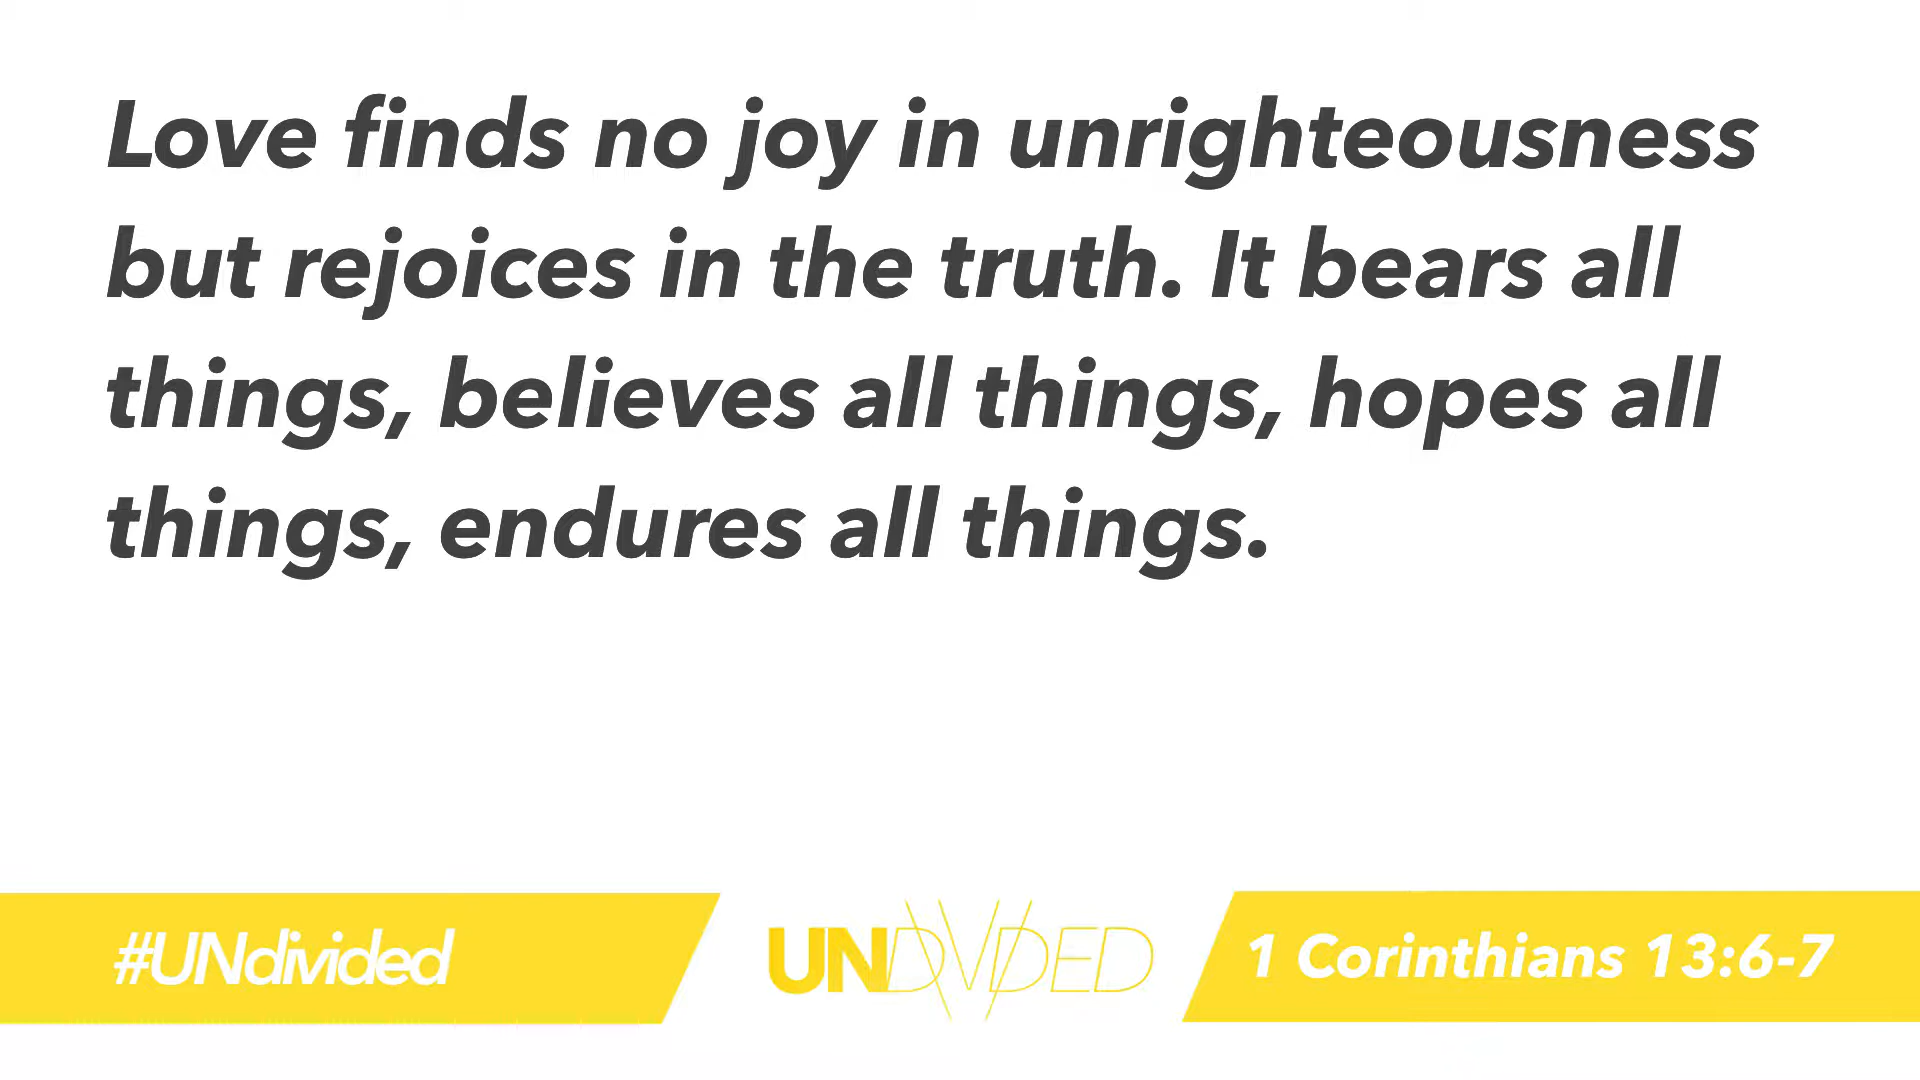 Love finds no joy in unrighteousness
but rejoices in the truth. It bears all
things, believes all things, hopes all
things, endures all things.
#UNdivided
UNDIVIDED
1 Corinthians 13:6-7